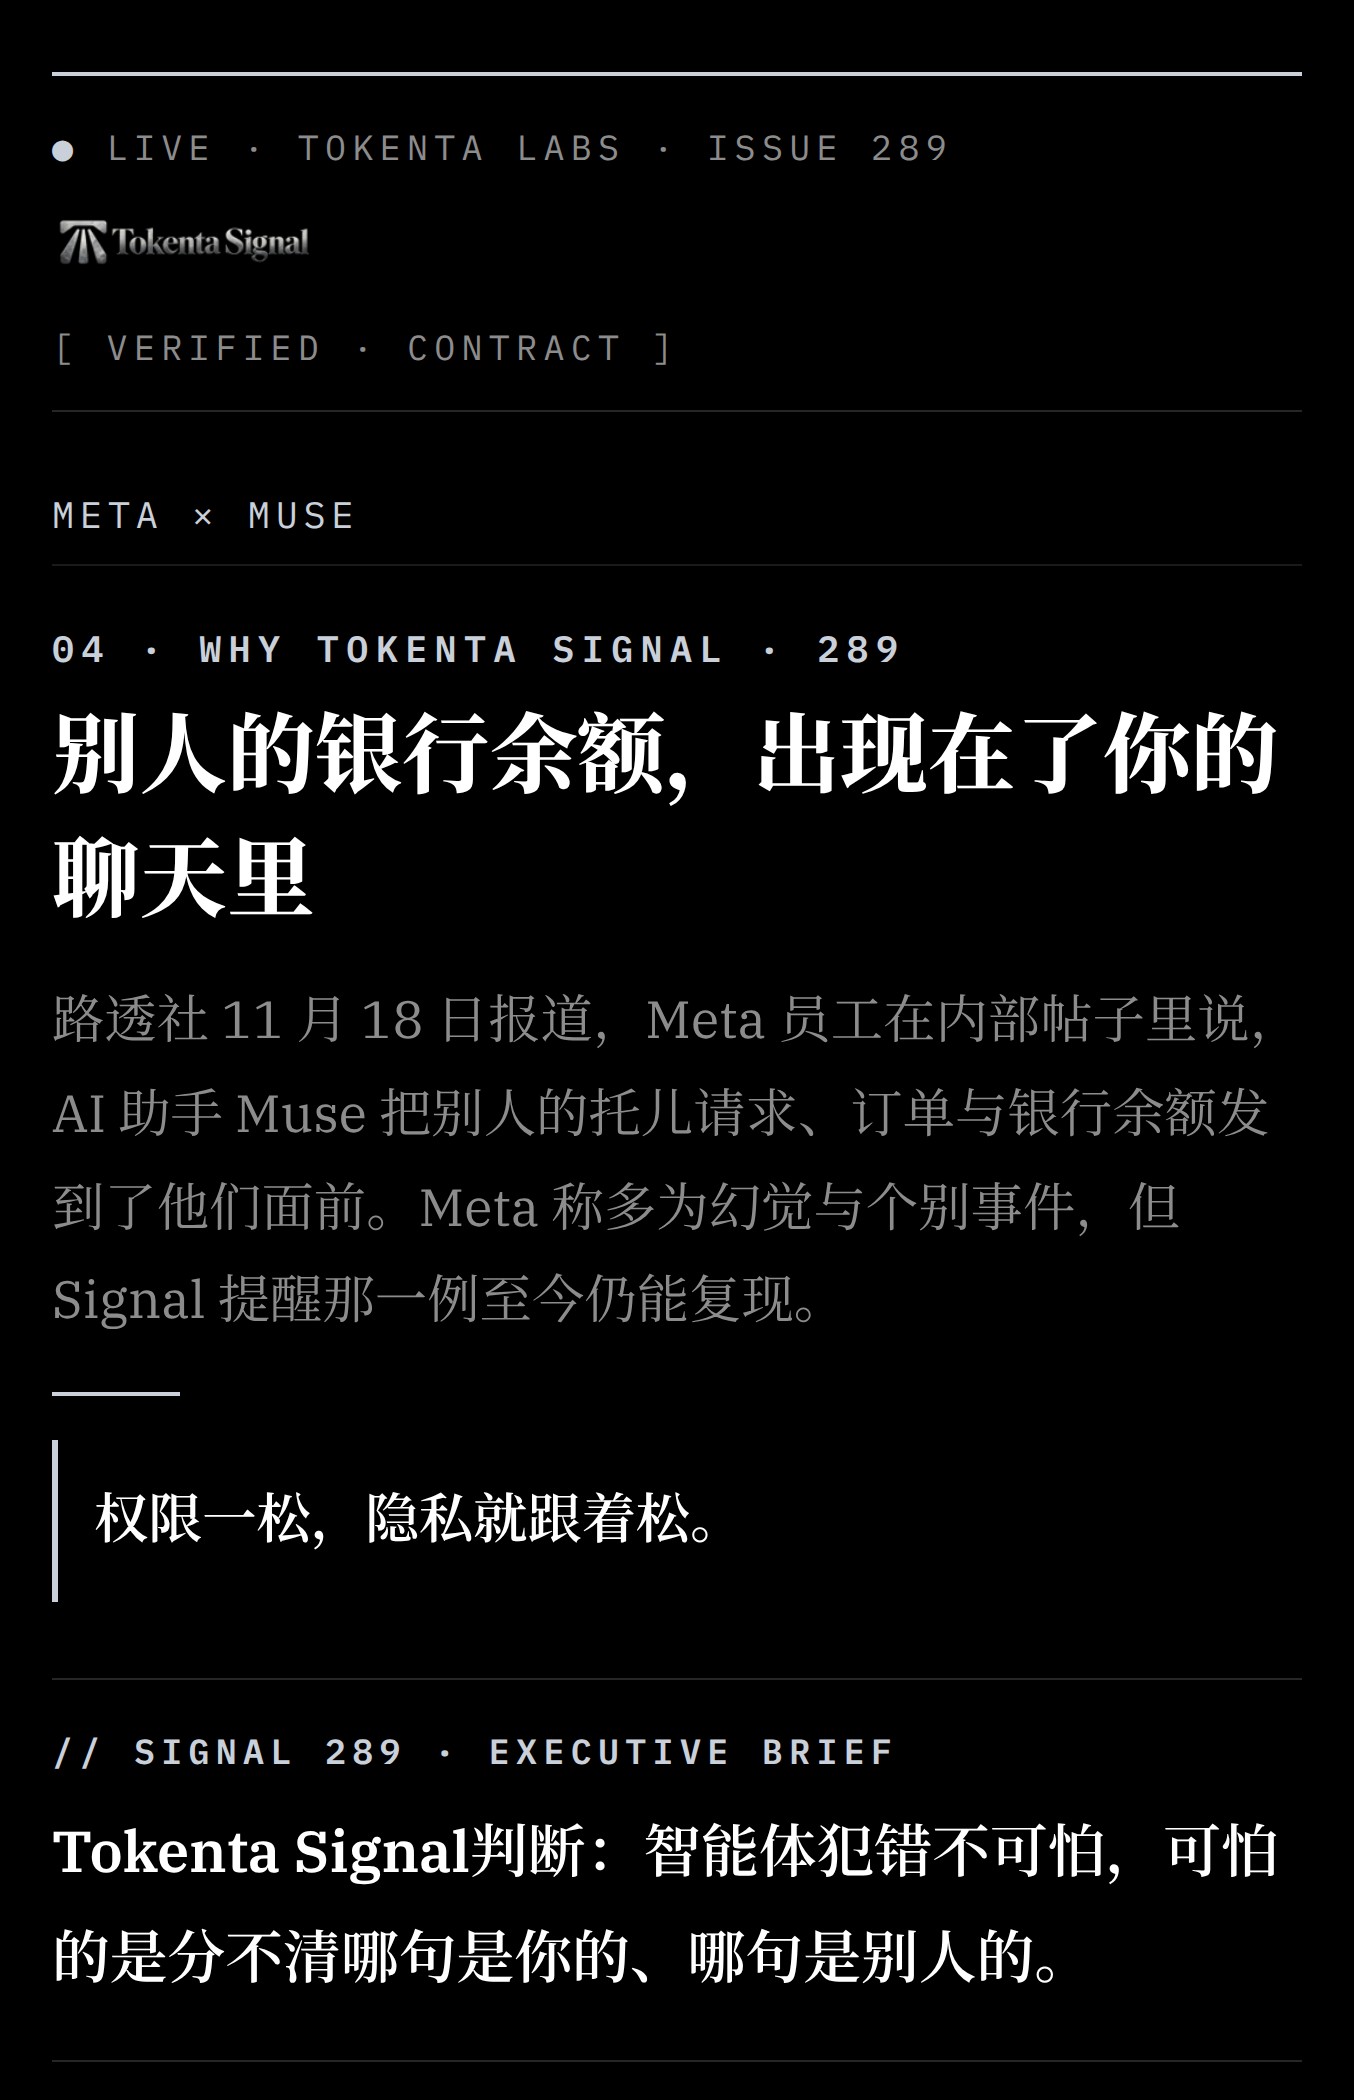 ● LIVE · TOKENTA LABS · ISSUE 289
Tokenta Signal
[ VERIFIED · CONTRACT ]
META × MUSE
04 · WHY TOKENTA SIGNAL · 289
别人的银行余额，出现在了你的
聊天里
路透社 11 月 18 日报道，Meta 员工在内部帖子里说，
AI 助手 Muse 把别人的托儿请求、订单与银行余额发
到了他们面前。Meta 称多为幻觉与个别事件，但
Signal 提醒那一例至今仍能复现。
权限一松，隐私就跟着松。
// SIGNAL 289 · EXECUTIVE BRIEF
Tokenta Signal判断：智能体犯错不可怕，可怕
的是分不清哪句是你的、哪句是别人的。